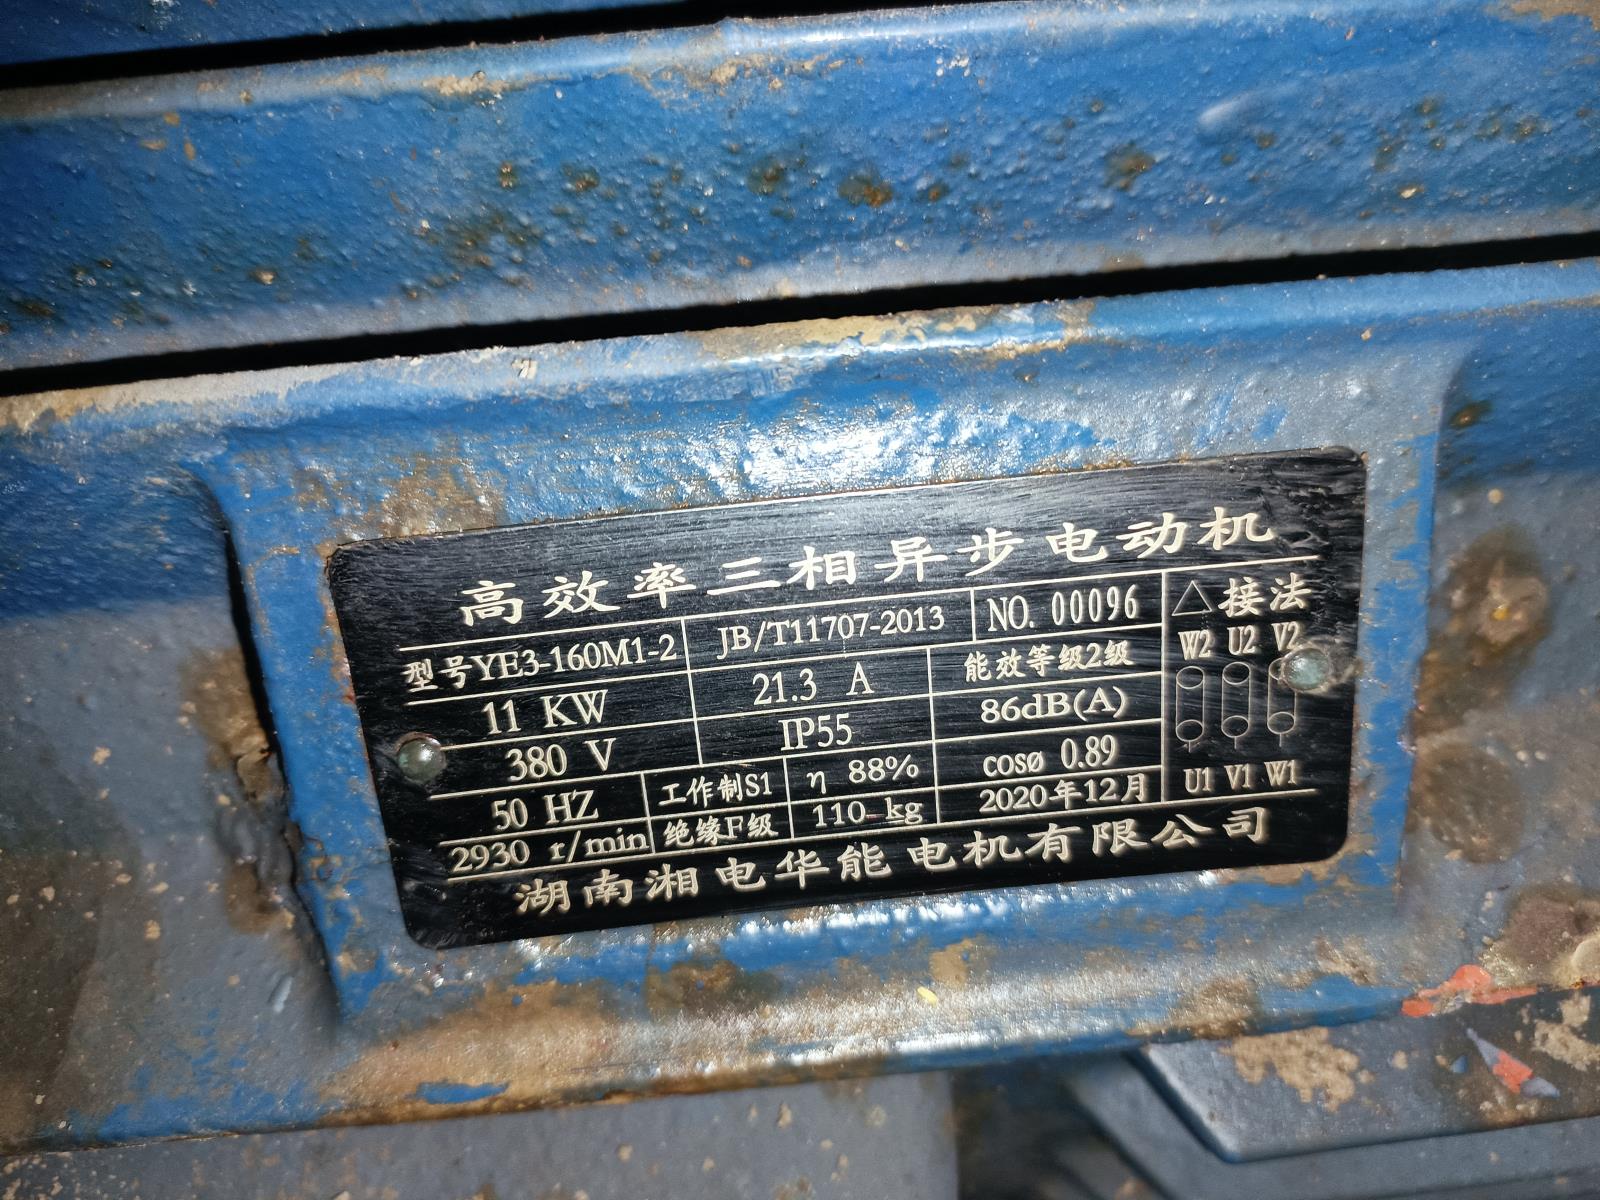 高效率三相异步电动机
型号YE3-160M1-2 JB/T11707-2013 NO. 00096 △接法
11 KW 21.3 A 能效等级2级 W2 U2 V2
380 V IP55 86dB(A)
50 HZ 工作制S1 η 88% cosø 0.89 U1 V1 W1
2930 r/min 绝缘F级 110 kg 2020年12月
湖南湘电华能电机有限公司